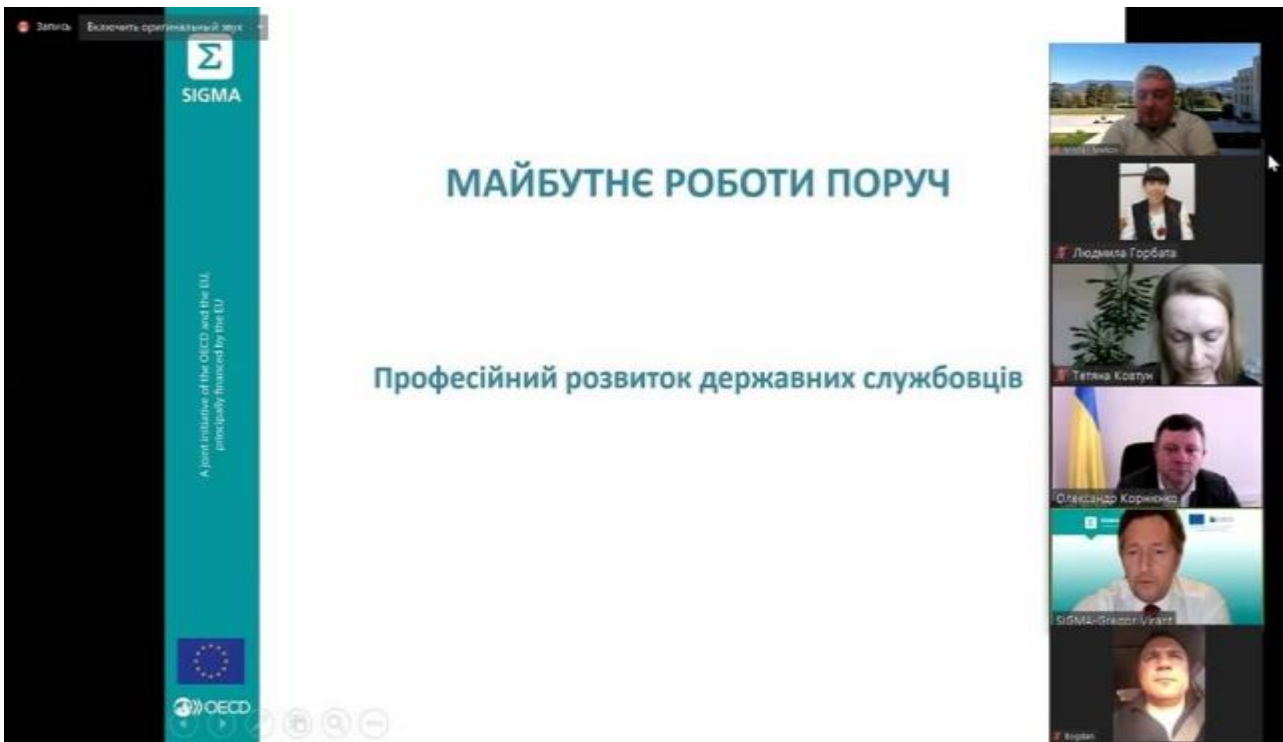 Запись
Включить оригинальный звук
SIGMA
A joint initiative of the OECD and the EU,
principally financed by the EU
МАЙБУТНЄ РОБОТИ ПОРУЧ
Професійний розвиток державних службовців
OECD
Людмила Горбата
Тетяна Ковтун
Олександр Корнієнко
SIGMA-Gregor Virant
Bogdan